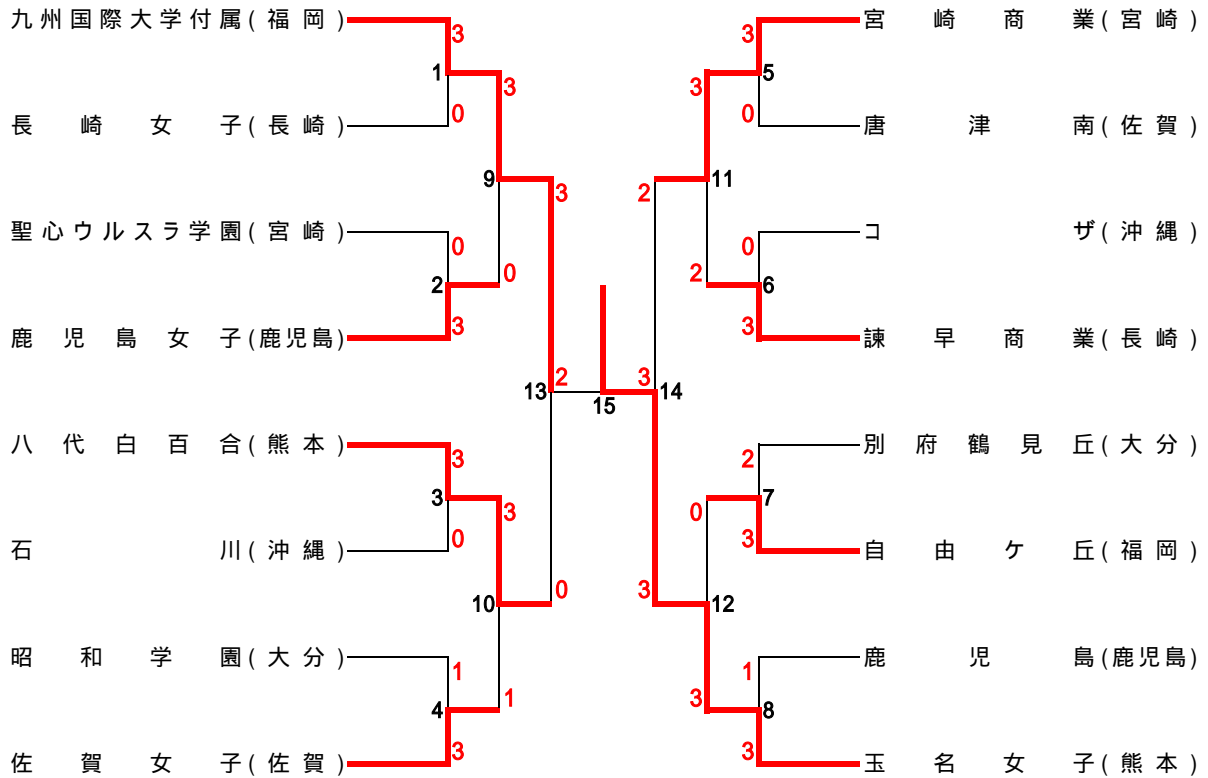 九州国際大学付属(福岡) 3 3 宮崎商業(宮崎)
1 3 3 5
長崎女子(長崎) 0 0 唐津南(佐賀)
9 3 2 11
聖心ウルスラ学園(宮崎) 0 0 コザ(沖縄)
2 0 2 6
鹿児島女子(鹿児島) 3 3 諫早商業(長崎)
13 2 15 3 14
八代白百合(熊本) 3 2 別府鶴見丘(大分)
3 3 0 7
石川(沖縄) 0 3 自由ケ丘(福岡)
10 0 3 12
昭和学園(大分) 1 1 鹿児島(鹿児島)
4 1 3 8
佐賀女子(佐賀) 3 3 玉名女子(熊本)